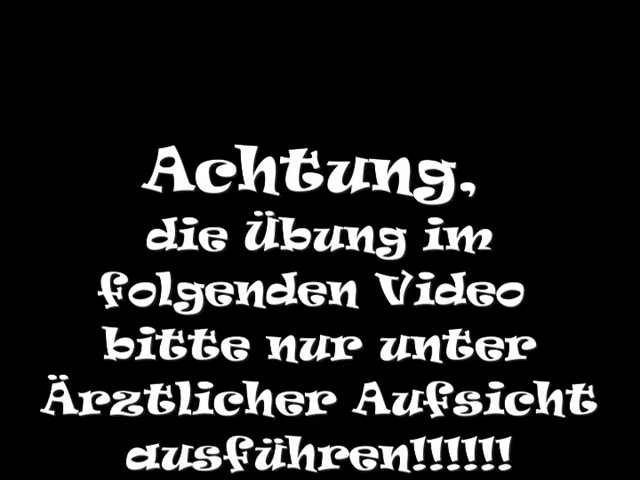 Achtung,
die Übung im
folgenden Video
bitte nur unter
Ärztlicher Aufsicht
ausführen!!!!!!